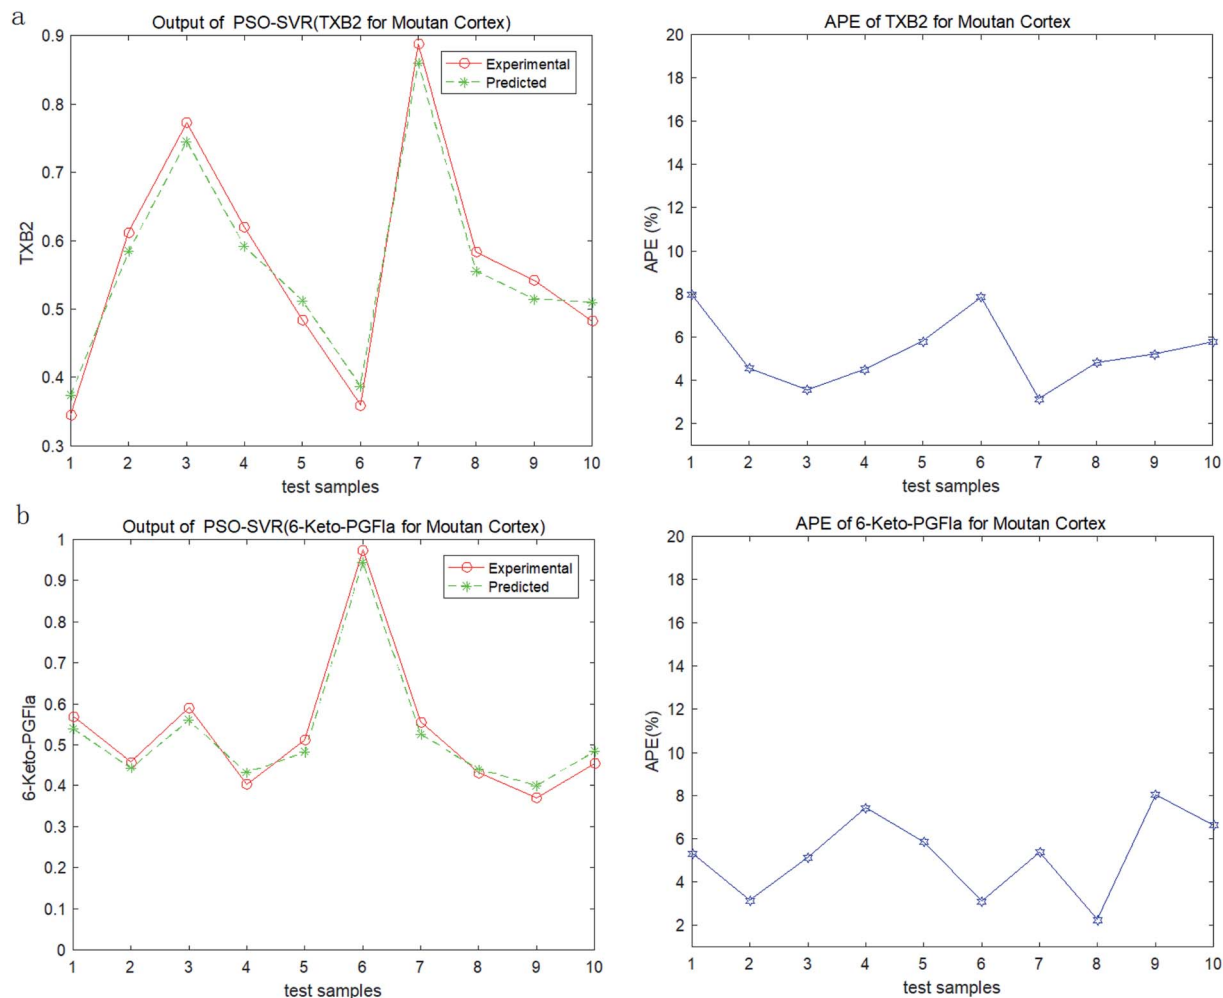 a
Output of PSO-SVR(TXB2 for Moutan Cortex)
0.9
0.8
0.7
0.6
0.5
0.4
0.3
TXB2
Experimental
Predicted
1 2 3 4 5 6 7 8 9 10
test samples
APE of TXB2 for Moutan Cortex
20
18
16
14
12
10
8
6
4
2
APE (%)
1 2 3 4 5 6 7 8 9 10
test samples
b
Output of PSO-SVR(6-Keto-PGFla for Moutan Cortex)
1
0.9
0.8
0.7
0.6
0.5
0.4
0.3
0.2
0.1
0
6-Keto-PGFla
Experimental
Predicted
1 2 3 4 5 6 7 8 9 10
test samples
APE of 6-Keto-PGFla for Moutan Cortex
20
18
16
14
12
10
8
6
4
2
APE(%)
1 2 3 4 5 6 7 8 9 10
test samples